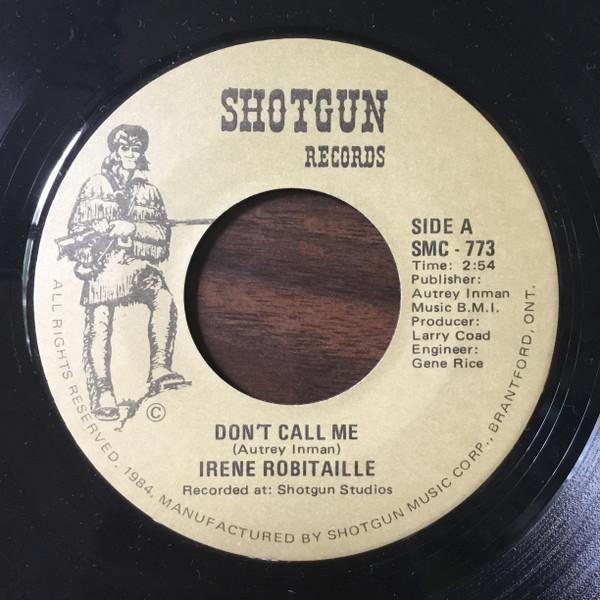 SHOTGUN
RECORDS
SIDE A
SMC - 773
Time: 2:54
Publisher:
Autrey Inman
Music B.M.I.
Producer:
Larry Coad
Engineer:
Gene Rice
©
DON'T CALL ME
(Autrey Inman)
IRENE ROBITAILLE
Recorded at: Shotgun Studios
ALL RIGHTS RESERVED. 1984. MANUFACTURED BY SHOTGUN MUSIC CORP., BRANTFORD, ONT.